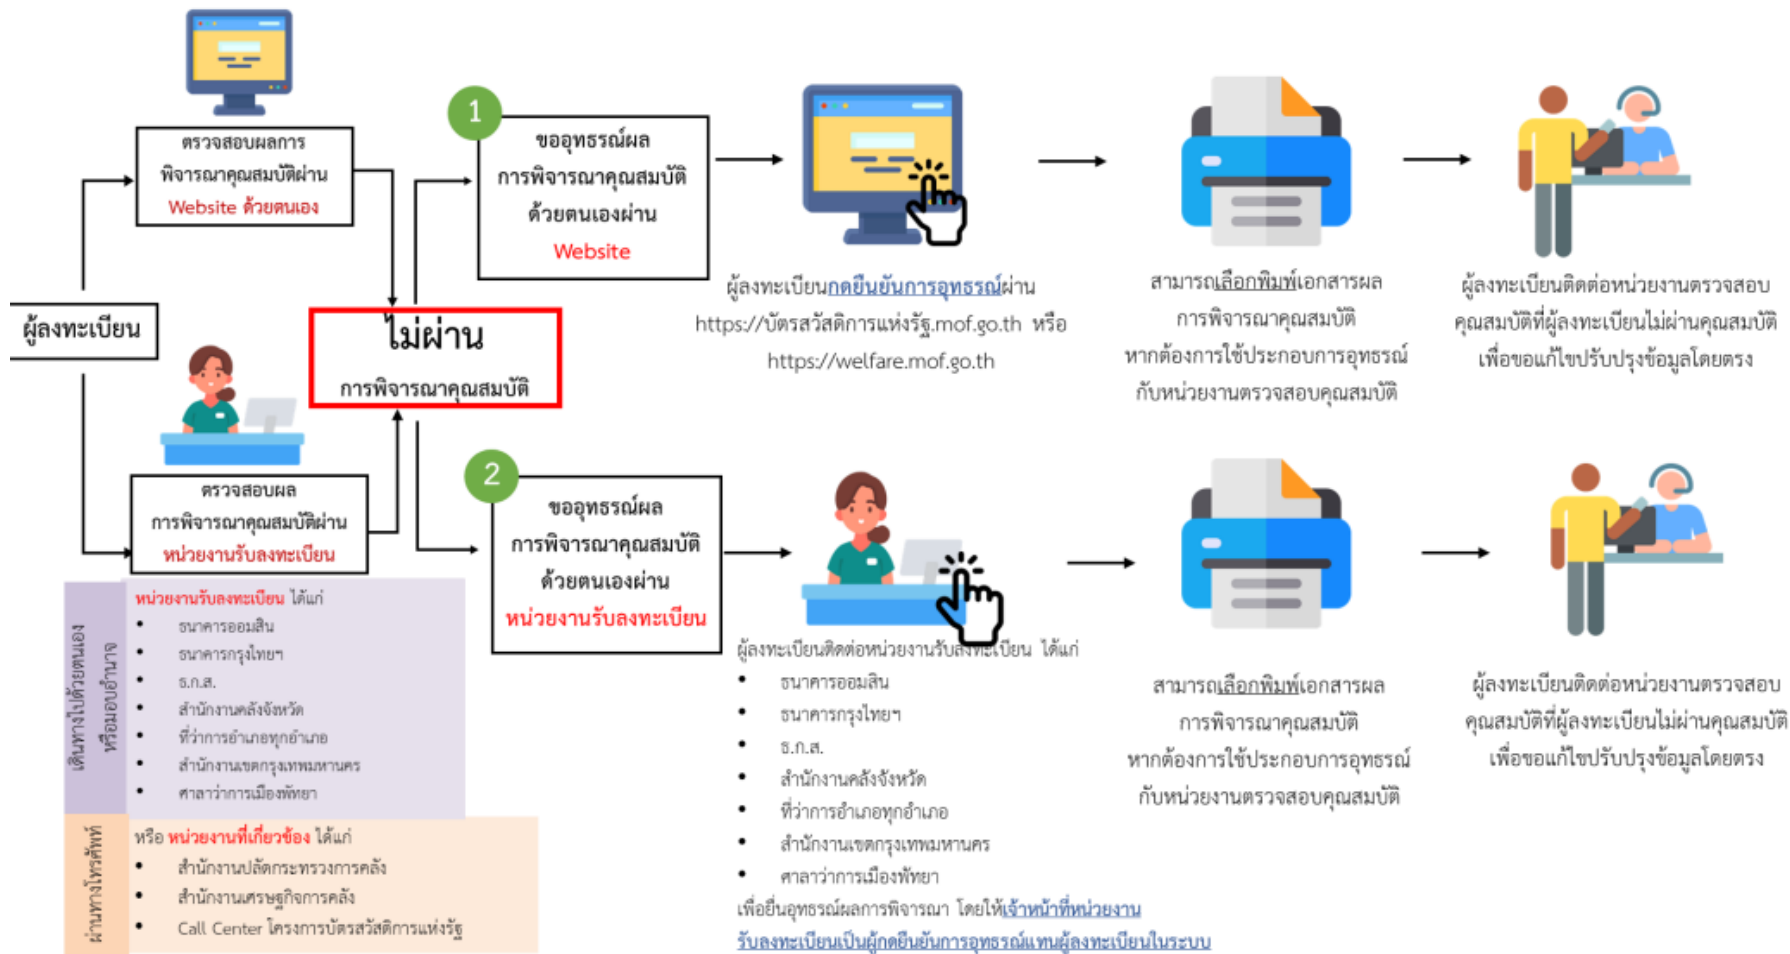 ผู้ลงทะเบียน
ตรวจสอบผลการ
พิจารณาคุณสมบัติผ่าน
Website ด้วยตนเอง
ตรวจสอบผล
การพิจารณาคุณสมบัติผ่าน
หน่วยงานรับลงทะเบียน
เดินทางไปด้วยตนเอง
หรือมอบอำนาจ
หน่วยงานรับลงทะเบียน ได้แก่
• ธนาคารออมสิน
• ธนาคารกรุงไทยฯ
• ธ.ก.ส.
• สำนักงานคลังจังหวัด
• ที่ว่าการอำเภอทุกอำเภอ
• สำนักงานเขตกรุงเทพมหานคร
• ศาลาว่าการเมืองพัทยา
ผ่านทางโทรศัพท์
หรือ หน่วยงานที่เกี่ยวข้อง ได้แก่
• สำนักงานปลัดกระทรวงการคลัง
• สำนักงานเศรษฐกิจการคลัง
• Call Center โครงการบัตรสวัสดิการแห่งรัฐ
ไม่ผ่าน
การพิจารณาคุณสมบัติ
1
ขออุทธรณ์ผล
การพิจารณาคุณสมบัติ
ด้วยตนเองผ่าน
Website
ผู้ลงทะเบียนกดยืนยันการอุทธรณ์ผ่าน
https://บัตรสวัสดิการแห่งรัฐ.mof.go.th หรือ
https://welfare.mof.go.th
สามารถเลือกพิมพ์เอกสารผล
การพิจารณาคุณสมบัติ
หากต้องการใช้ประกอบการอุทธรณ์
กับหน่วยงานตรวจสอบคุณสมบัติ
ผู้ลงทะเบียนติดต่อหน่วยงานตรวจสอบ
คุณสมบัติที่ผู้ลงทะเบียนไม่ผ่านคุณสมบัติ
เพื่อขอแก้ไขปรับปรุงข้อมูลโดยตรง
2
ขออุทธรณ์ผล
การพิจารณาคุณสมบัติ
ด้วยตนเองผ่าน
หน่วยงานรับลงทะเบียน
ผู้ลงทะเบียนติดต่อหน่วยงานรับลงทะเบียน ได้แก่
• ธนาคารออมสิน
• ธนาคารกรุงไทยฯ
• ธ.ก.ส.
• สำนักงานคลังจังหวัด
• ที่ว่าการอำเภอทุกอำเภอ
• สำนักงานเขตกรุงเทพมหานคร
• ศาลาว่าการเมืองพัทยา
เพื่อยื่นอุทธรณ์ผลการพิจารณา โดยให้เจ้าหน้าที่หน่วยงาน
รับลงทะเบียนเป็นผู้กดยืนยันการอุทธรณ์แทนผู้ลงทะเบียนในระบบ
สามารถเลือกพิมพ์เอกสารผล
การพิจารณาคุณสมบัติ
หากต้องการใช้ประกอบการอุทธรณ์
กับหน่วยงานตรวจสอบคุณสมบัติ
ผู้ลงทะเบียนติดต่อหน่วยงานตรวจสอบ
คุณสมบัติที่ผู้ลงทะเบียนไม่ผ่านคุณสมบัติ
เพื่อขอแก้ไขปรับปรุงข้อมูลโดยตรง